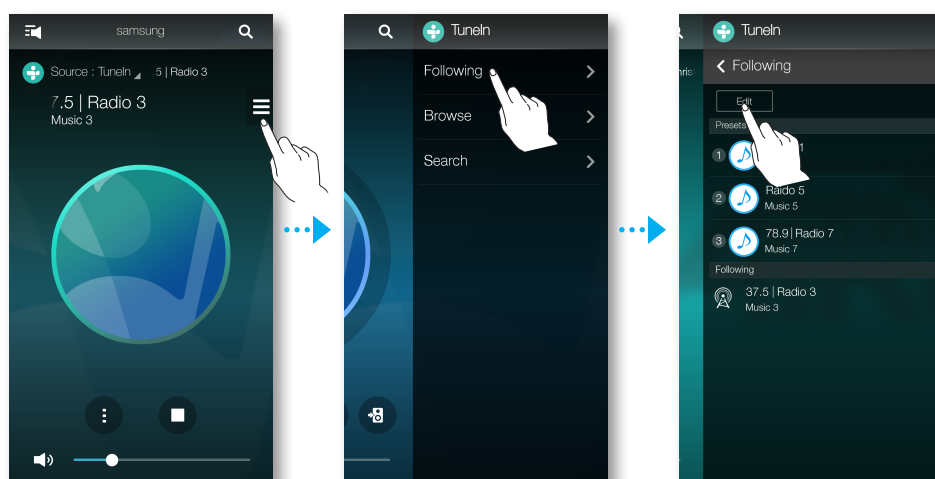 samsung
Source : TuneIn .5 | Radio 3
7.5 | Radio 3
Music 3
TuneIn
Following
Browse
Search
TuneIn
Following
Edit
Presets
1
1
2 Raido 5
Music 5
3 78.9 | Radio 7
Music 7
Following
37.5 | Radio 3
Music 3